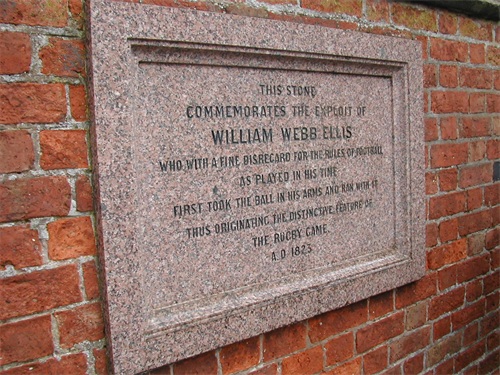 THIS STONE
COMMEMORATES THE EXPLOIT OF
WILLIAM WEBB ELLIS
WHO WITH A FINE DISREGARD FOR THE RULES OF FOOTBALL
AS PLAYED IN HIS TIME
FIRST TOOK THE BALL IN HIS ARMS AND RAN WITH IT
THUS ORIGINATING THE DISTINCTIVE FEATURE OF
THE RUGBY GAME.
A.D. 1823